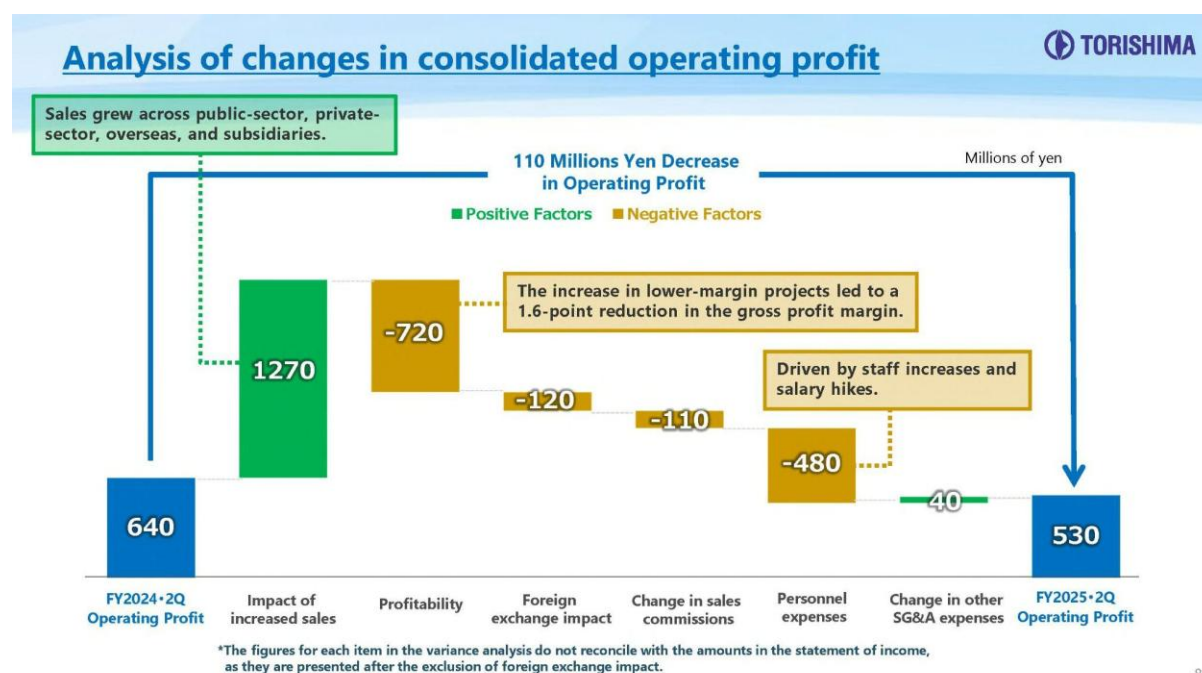 Analysis of changes in consolidated operating profit
TORISHIMA
Sales grew across public-sector, private-
sector, overseas, and subsidiaries.
110 Millions Yen Decrease
in Operating Profit
Millions of yen
Positive Factors
Negative Factors
The increase in lower-margin projects led to a
1.6-point reduction in the gross profit margin.
Driven by staff increases and
salary hikes.
640
1270
-720
-120
-110
-480
40
530
FY2024・2Q
Operating Profit
Impact of
increased sales
Profitability
Foreign
exchange impact
Change in sales
commissions
Personnel
expenses
Change in other
SG&A expenses
FY2025・2Q
Operating Profit
*The figures for each item in the variance analysis do not reconcile with the amounts in the statement of income,
as they are presented after the exclusion of foreign exchange impact.